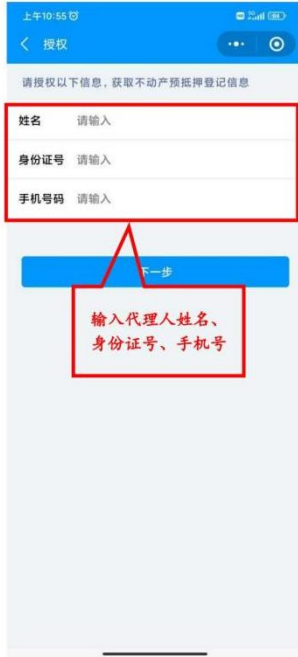 上午10:55
授权
请授权以下信息，获取不动产预抵押登记信息
姓名 请输入
身份证号 请输入
手机号码 请输入
下一步
输入代理人姓名、
身份证号、手机号